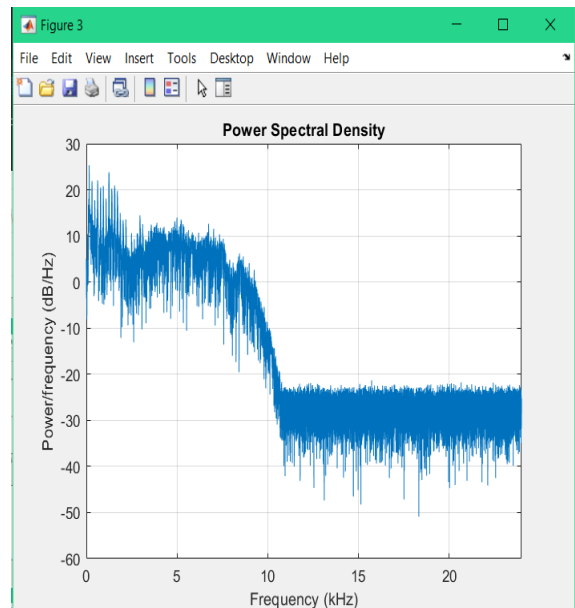 Figure 3
File Edit View Insert Tools Desktop Window Help
Power Spectral Density
30
20
10
0
-10
-20
-30
-40
-50
-60
Power/frequency (dB/Hz)
0 5 10 15 20
Frequency (kHz)